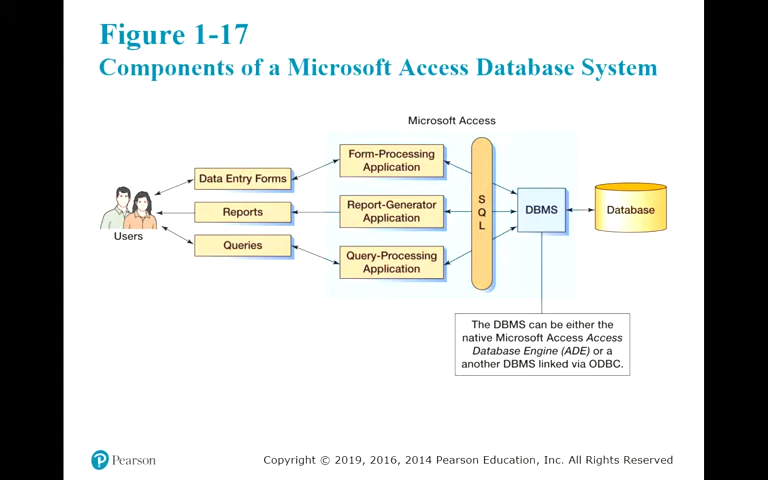 Figure 1-17
Components of a Microsoft Access Database System
Microsoft Access
Form-Processing
Application
Data Entry Forms
Report-Generator
Application
Reports
Query-Processing
Application
Queries
Users
S
Q
L
DBMS
Database
The DBMS can be either the
native Microsoft Access Access
Database Engine (ADE) or a
another DBMS linked via ODBC.
P Pearson
Copyright © 2019, 2016, 2014 Pearson Education, Inc. All Rights Reserved